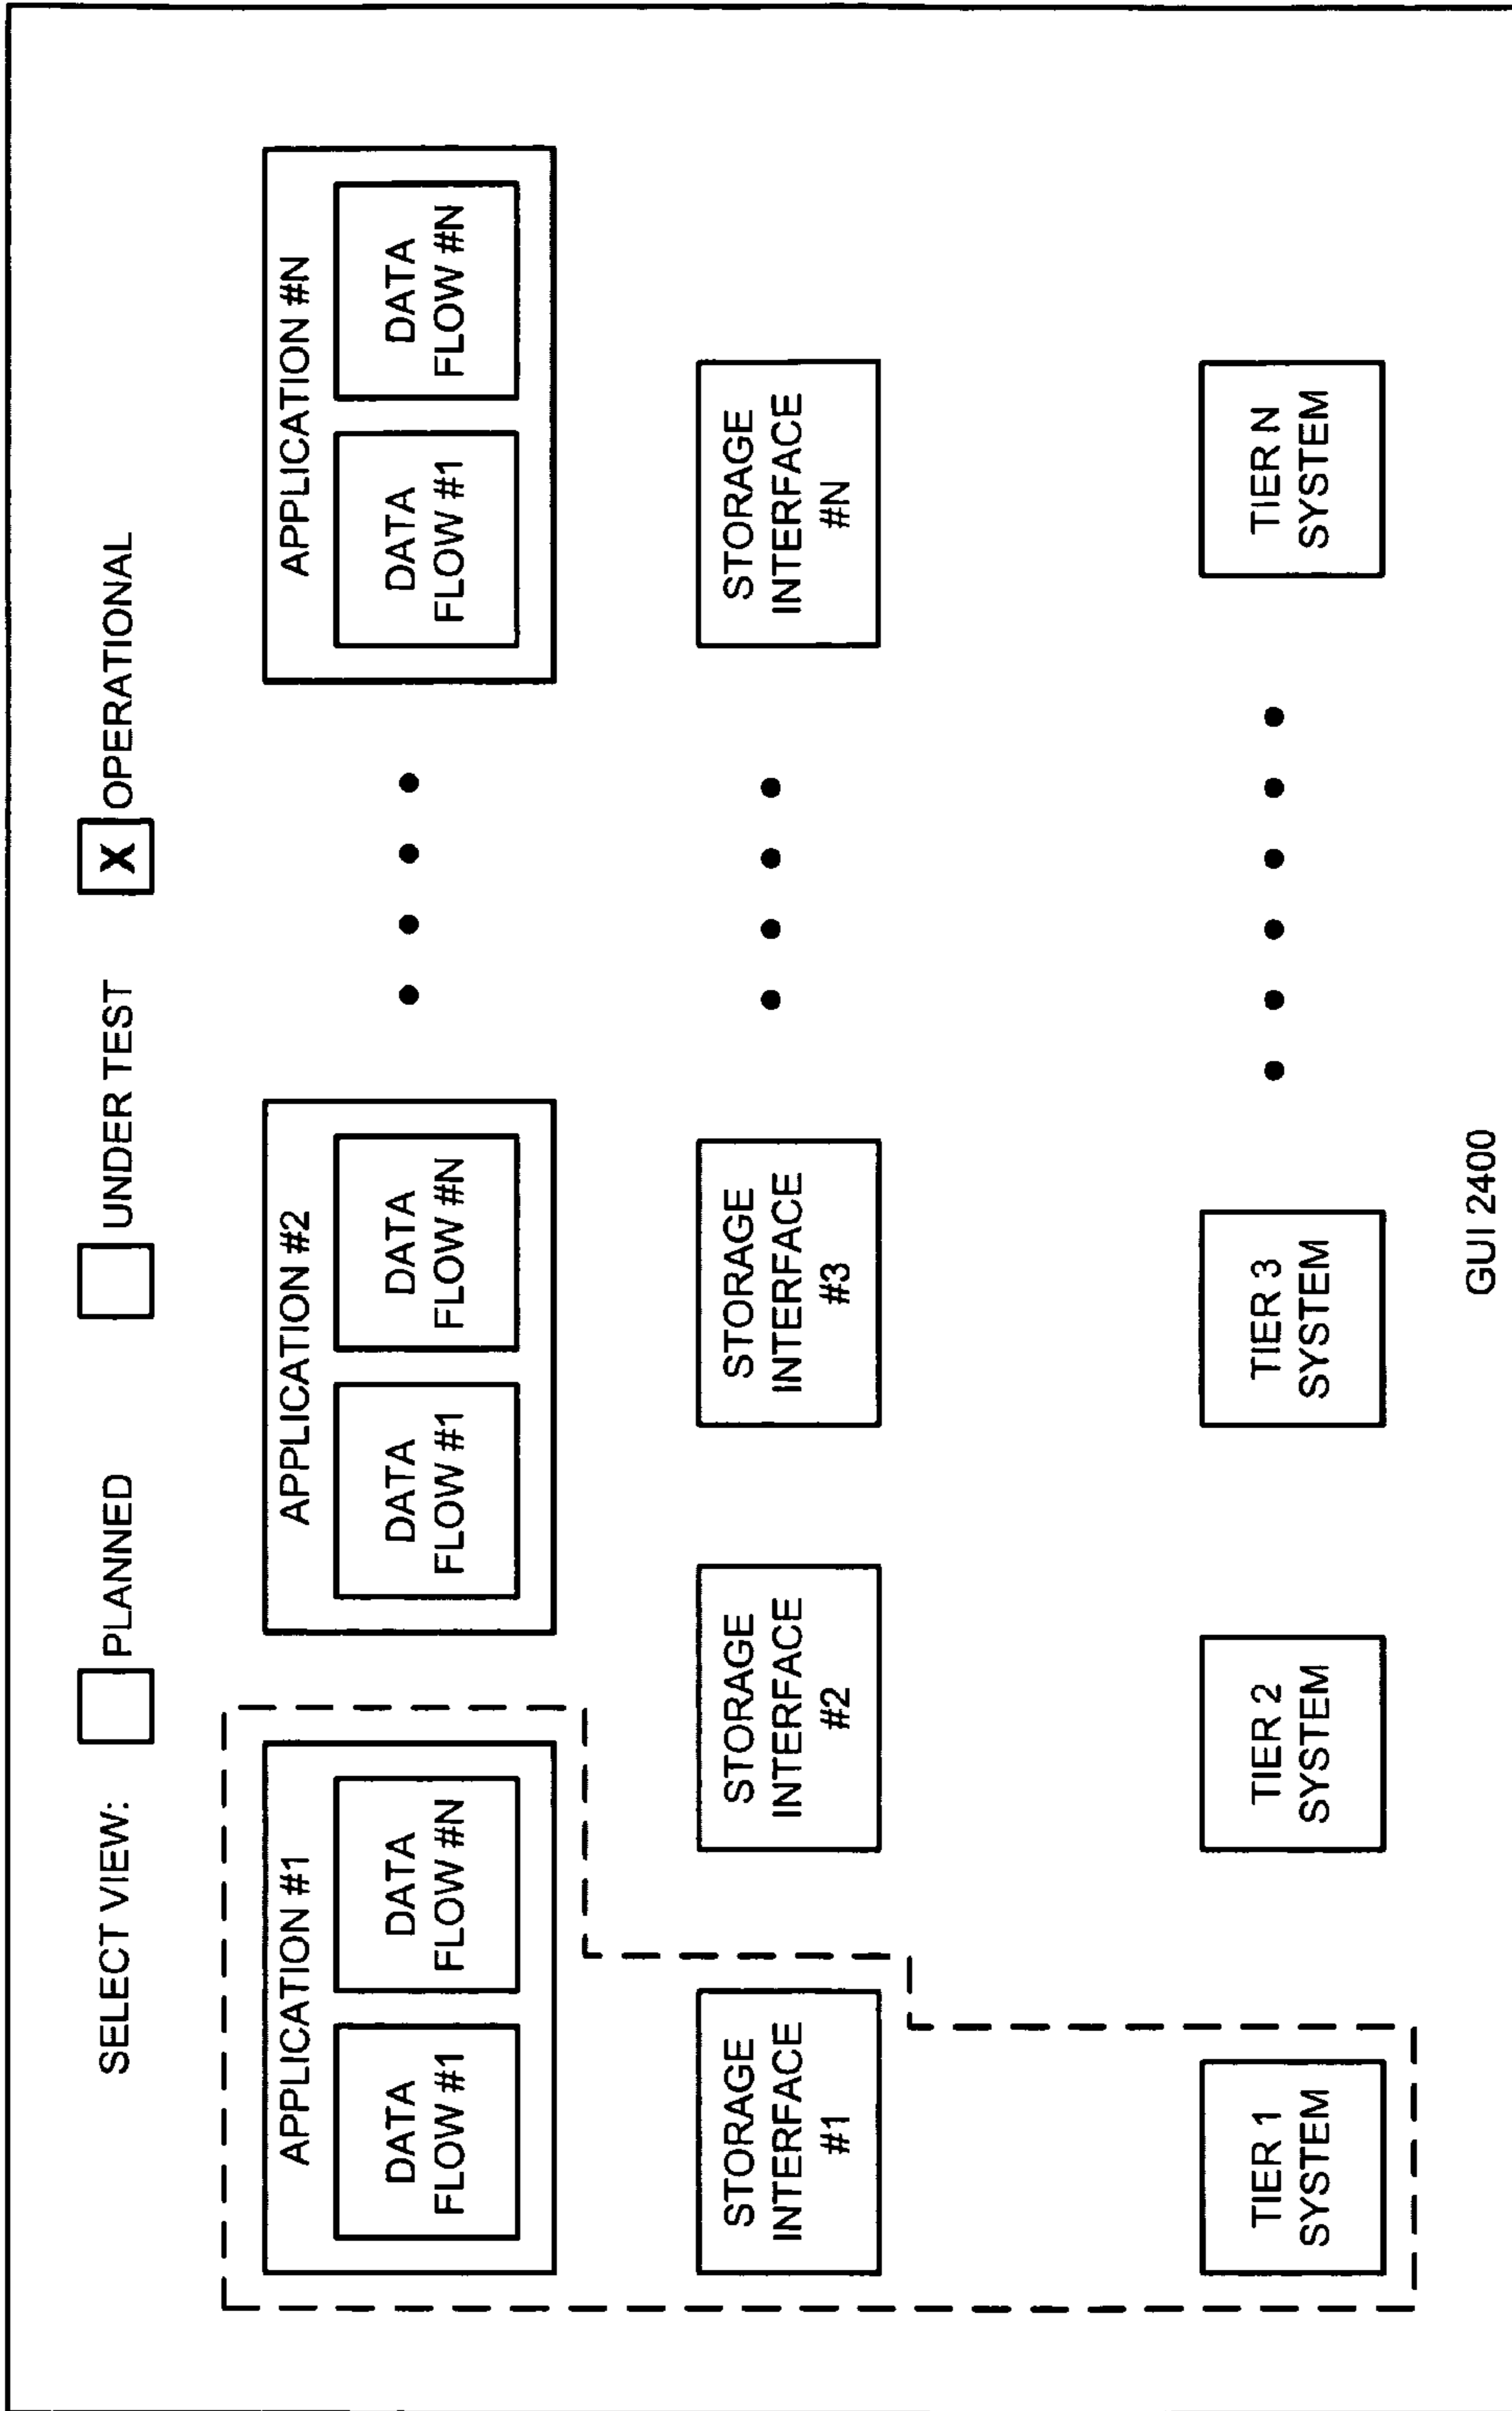 SELECT VIEW:
PLANNED
UNDER TEST
X OPERATIONAL
APPLICATION #1
DATA
FLOW #1
DATA
FLOW #N
APPLICATION #2
DATA
FLOW #1
DATA
FLOW #N
APPLICATION #N
DATA
FLOW #1
DATA
FLOW #N
STORAGE
INTERFACE
#1
STORAGE
INTERFACE
#2
STORAGE
INTERFACE
#3
STORAGE
INTERFACE
#N
TIER 1
SYSTEM
TIER 2
SYSTEM
TIER 3
SYSTEM
TIER N
SYSTEM
GUI 2400